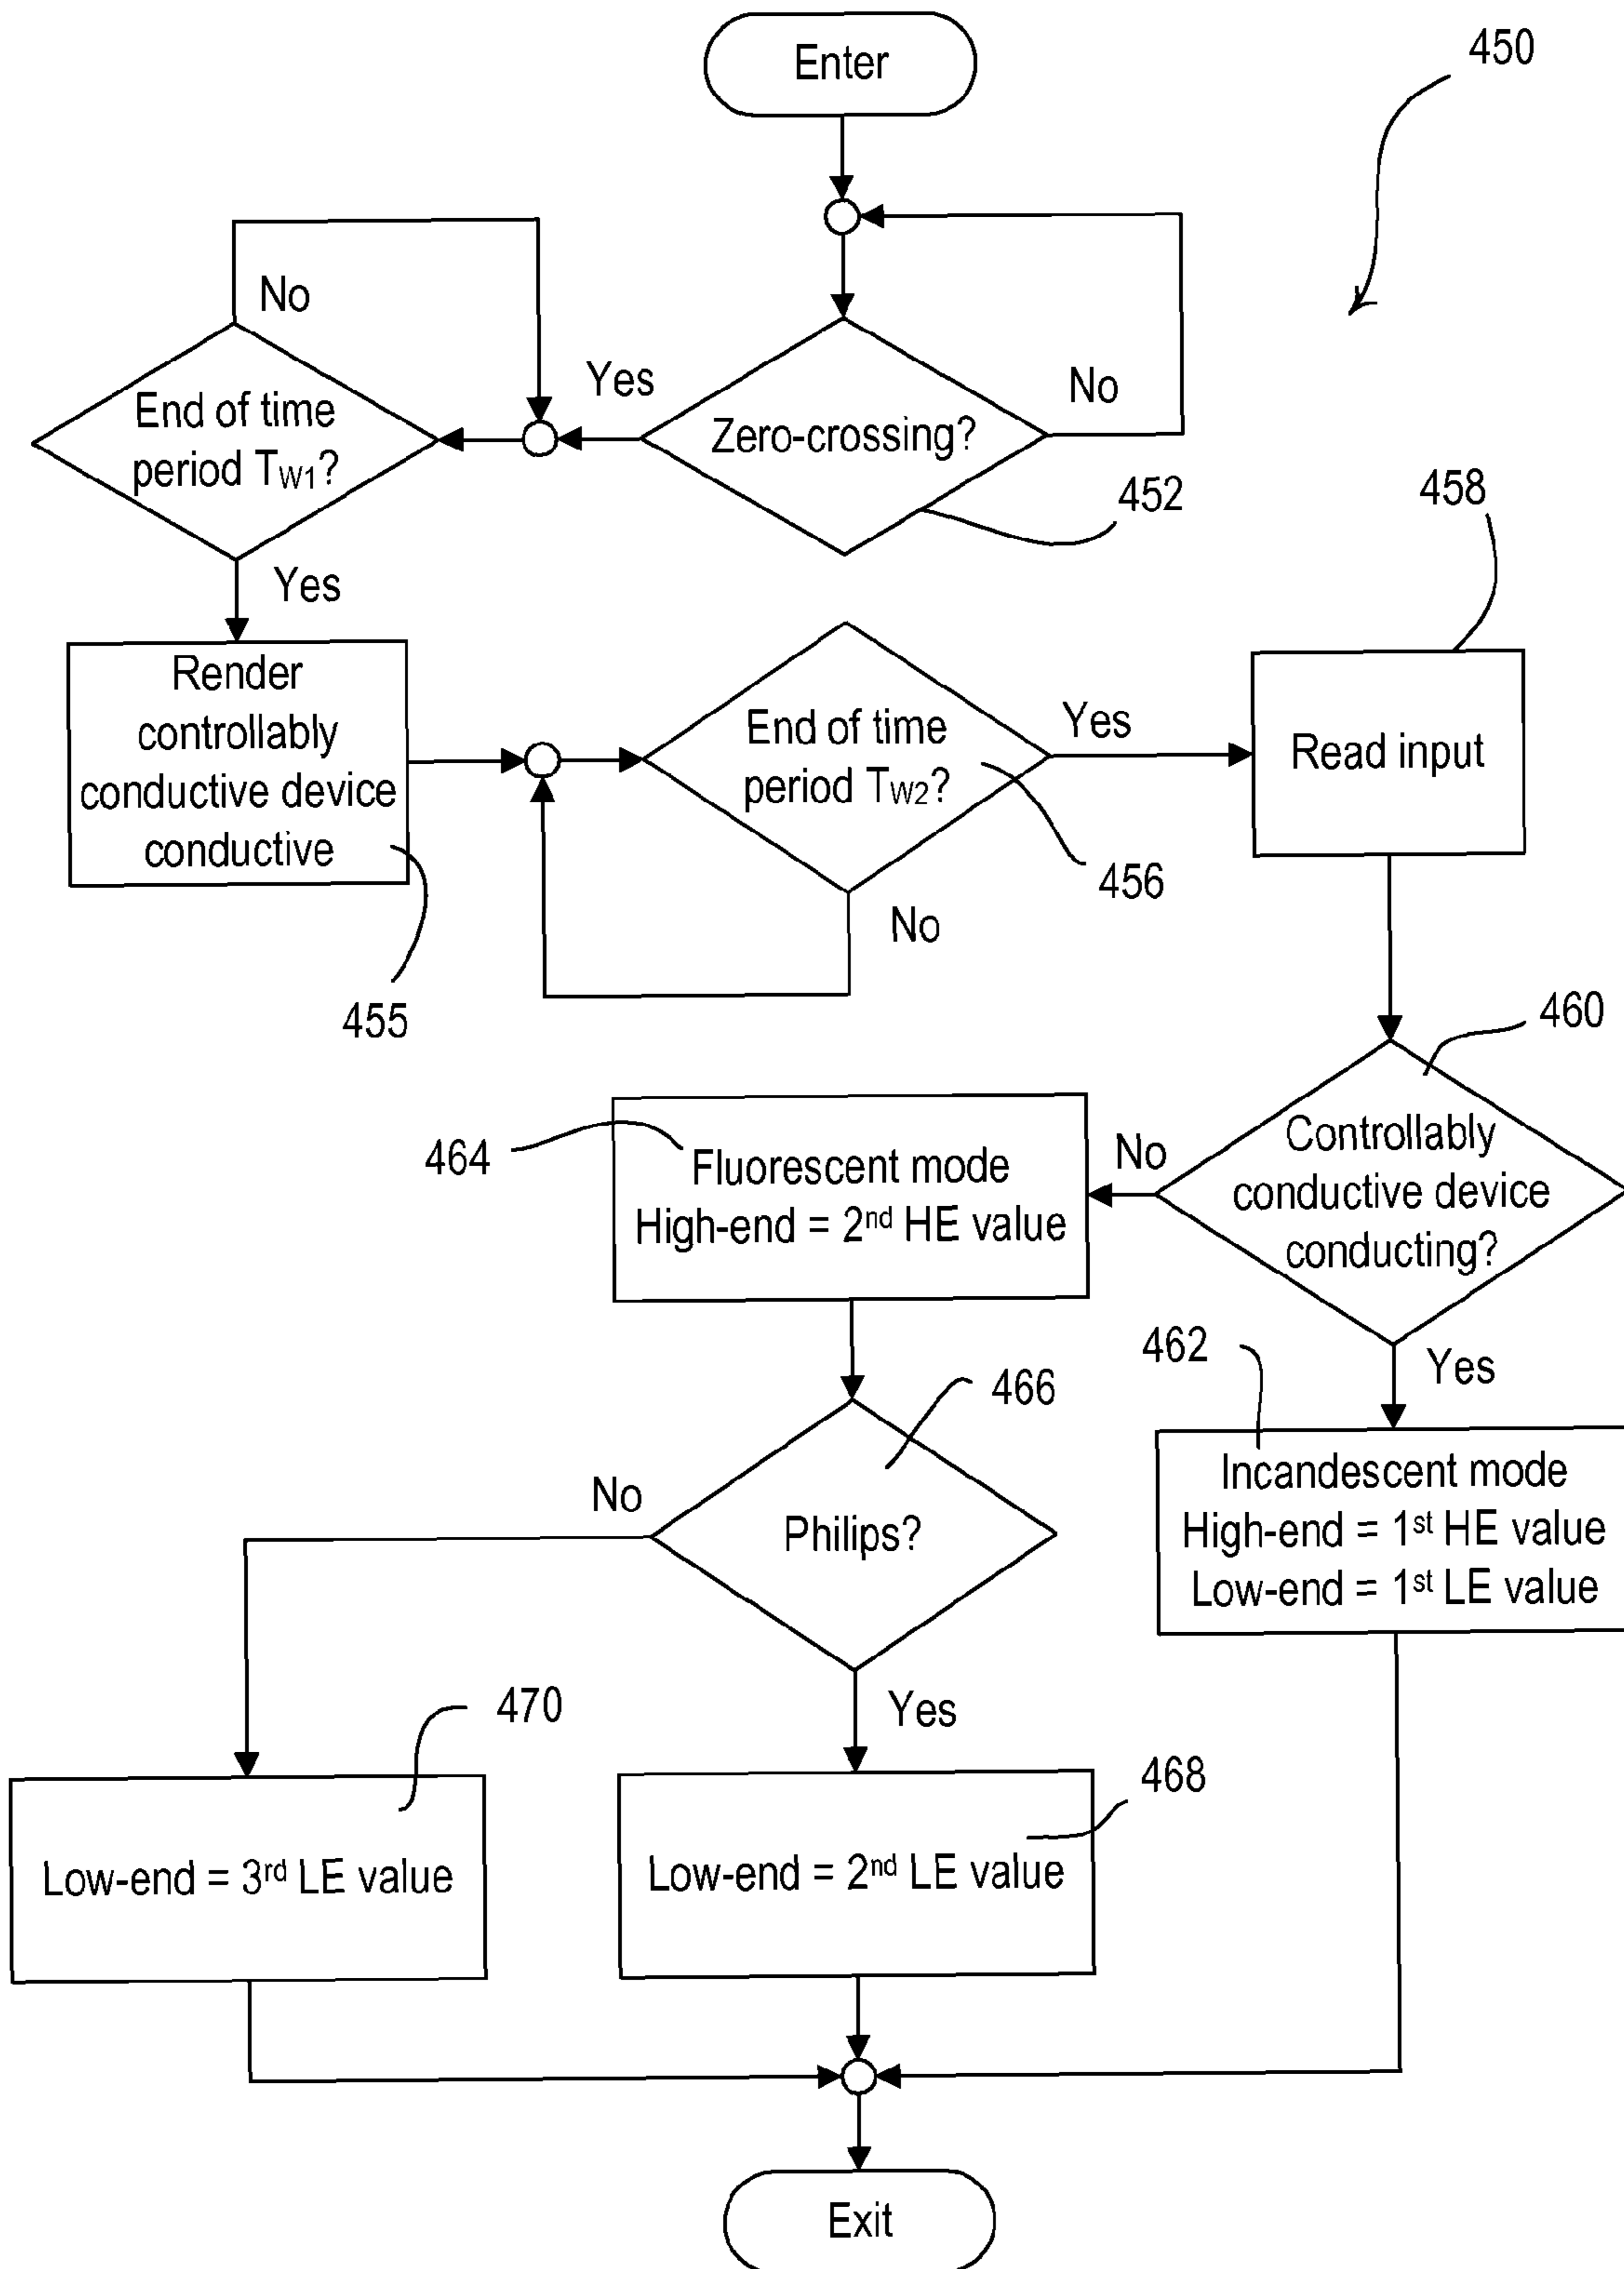 Enter
450
No
Yes
No
End of time
period TW1?
Zero-crossing?
452
458
Yes
Render
controllably
conductive device
conductive
455
End of time
period TW2?
Yes
456
No
Read input
460
Controllably
conductive device
conducting?
No
464
Fluorescent mode
High-end = 2nd HE value
462
Yes
466
Incandescent mode
High-end = 1st HE value
Low-end = 1st LE value
No
Philips?
Yes
470
468
Low-end = 3rd LE value
Low-end = 2nd LE value
Exit